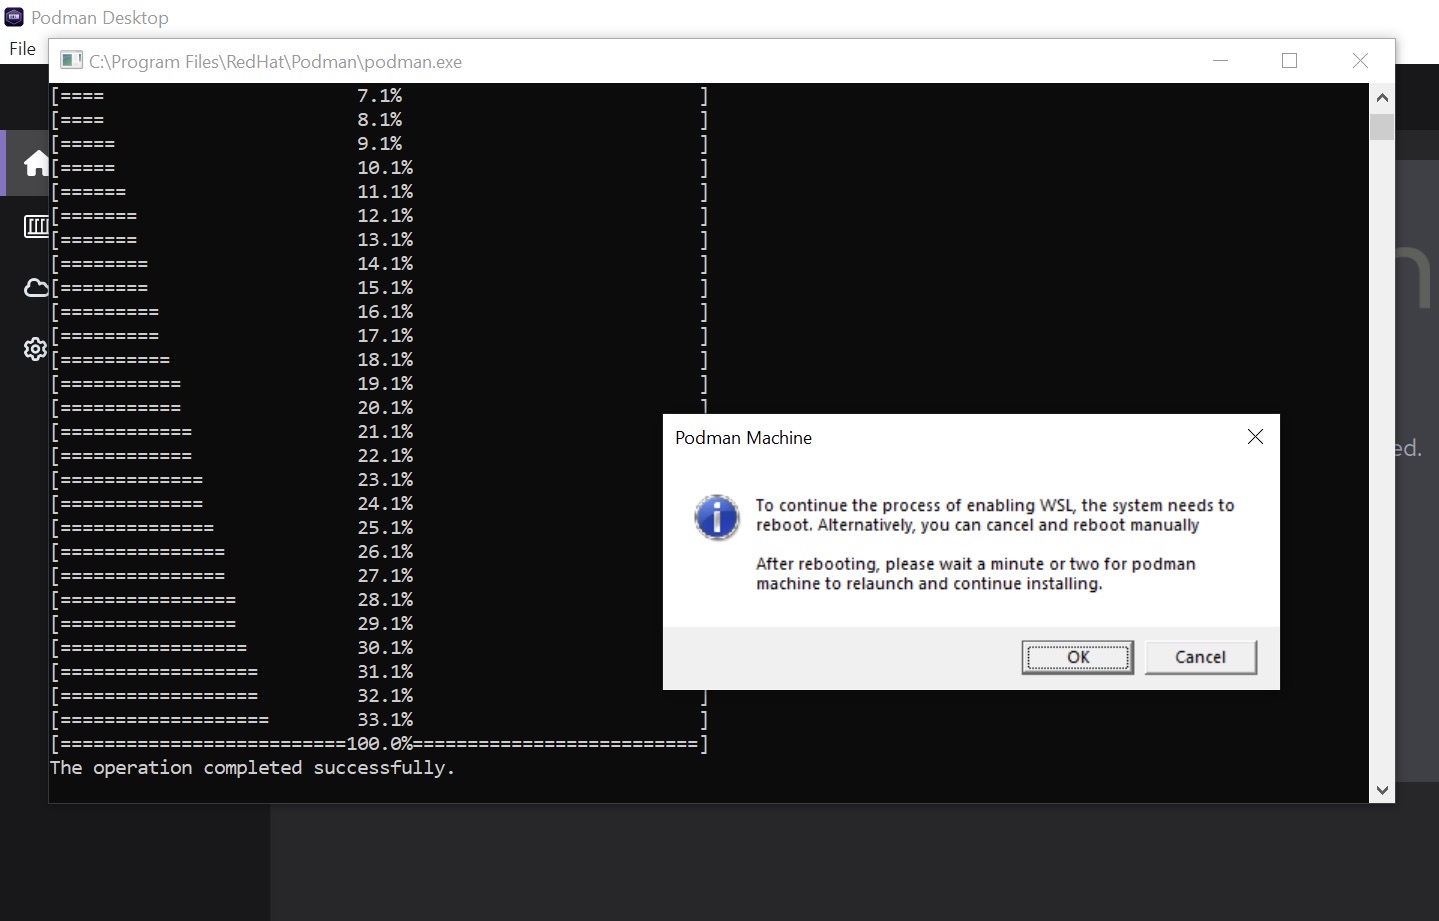 Podman Desktop
File
C:\Program Files\RedHat\Podman\podman.exe
[==== 7.1% ]
[==== 8.1% ]
[===== 9.1% ]
[===== 10.1% ]
[====== 11.1% ]
[======= 12.1% ]
[======= 13.1% ]
[======== 14.1% ]
[======== 15.1% ]
[========= 16.1% ]
[========= 17.1% ]
[========== 18.1% ]
[=========== 19.1% ]
[=========== 20.1% ]
[============ 21.1%
[============ 22.1%
[============= 23.1%
[============= 24.1%
[============== 25.1%
[=============== 26.1%
[=============== 27.1%
[================ 28.1%
[================ 29.1%
[================= 30.1%
[================== 31.1%
[================== 32.1% ]
[=================== 33.1% ]
[==========================100.0%==========================]
The operation completed successfully.
Podman Machine
To continue the process of enabling WSL, the system needs to
reboot. Alternatively, you can cancel and reboot manually
After rebooting, please wait a minute or two for podman
machine to relaunch and continue installing.
OK Cancel
n
ed.